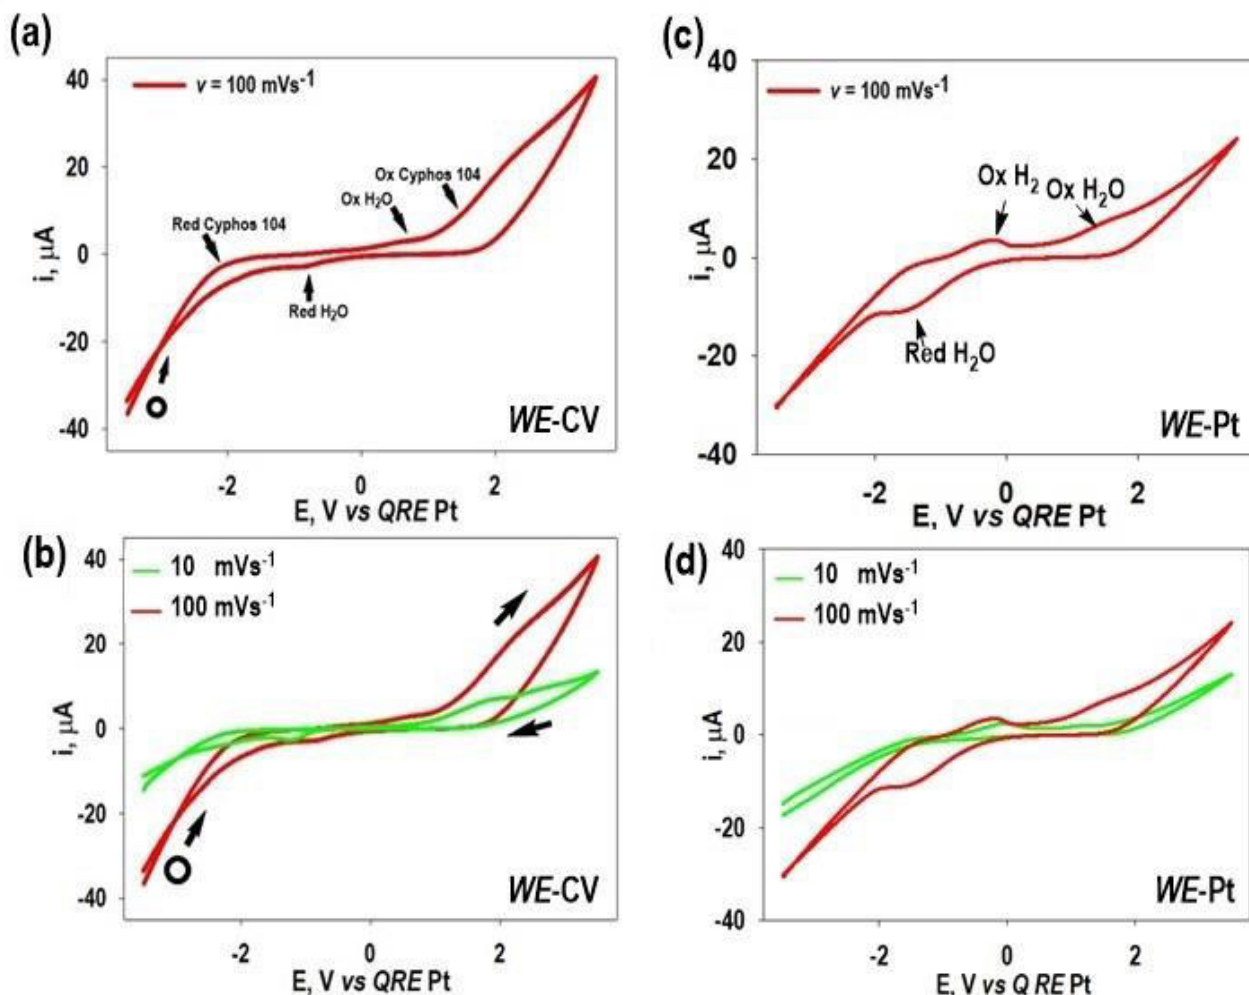 (a)
v = 100 mVs⁻¹
40
20
0
-20
-40
i, µA
Ox Cyphos 104
Ox H₂O
Red Cyphos 104
Red H₂O
WE-CV
-2 0 2
E, V vs QRE Pt
(c)
v = 100 mVs⁻¹
40
20
0
-20
-40
i, µA
Ox H₂
Ox H₂O
Red H₂O
WE-Pt
-2 0 2
E, V vs QRE Pt
(b)
10 mVs⁻¹
100 mVs⁻¹
40
20
0
-20
-40
i, µA
WE-CV
-2 0 2
E, V vs QRE Pt
(d)
10 mVs⁻¹
100 mVs⁻¹
40
20
0
-20
-40
i, µA
WE-Pt
-2 0 2
E, V vs QRE Pt